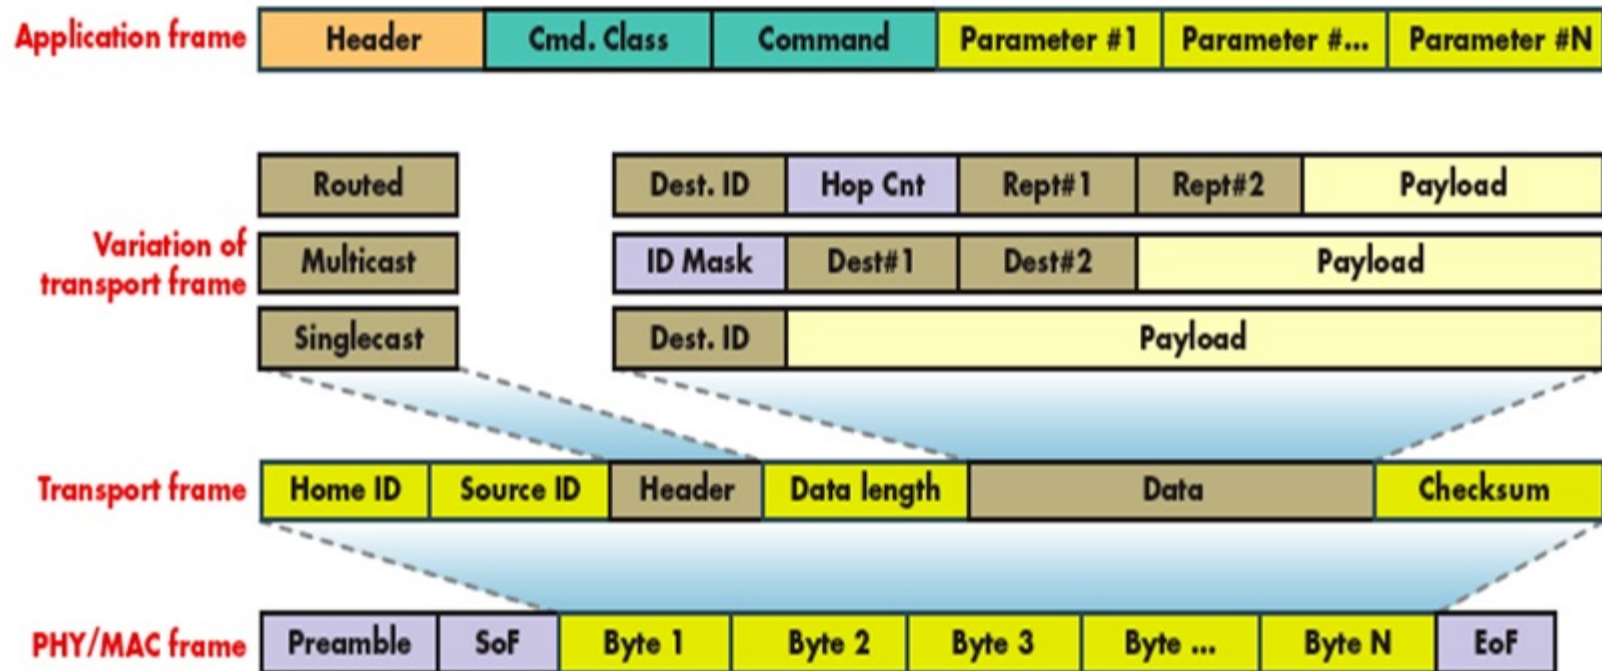 Application frame Header Cmd. Class Command Parameter #1 Parameter #... Parameter #N
Routed Dest. ID Hop Cnt Rept#1 Rept#2 Payload
Variation of
transport frame
Multicast ID Mask Dest#1 Dest#2 Payload
Singlecast Dest. ID Payload
Transport frame Home ID Source ID Header Data length Data Checksum
PHY/MAC frame Preamble SoF Byte 1 Byte 2 Byte 3 Byte ... Byte N EoF